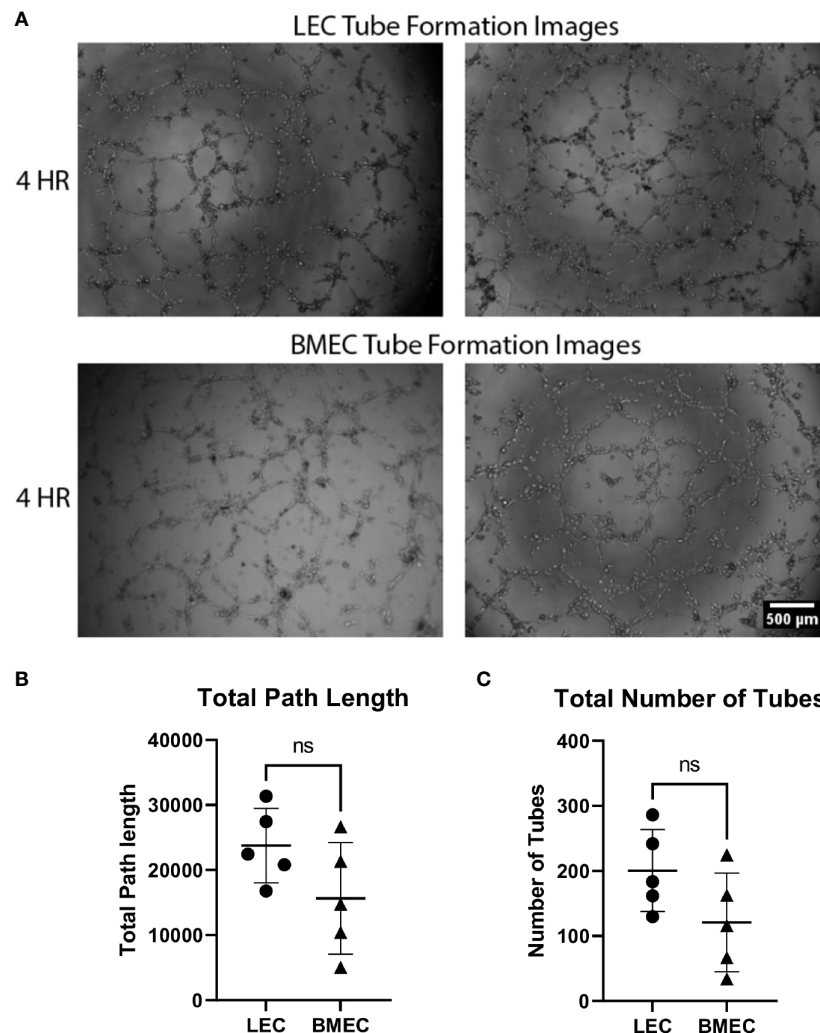 A
LEC Tube Formation Images
4 HR
BMEC Tube Formation Images
4 HR
500 µm
B
Total Path Length
40000
30000
20000
10000
0
Total Path length
ns
LEC BMEC
C
Total Number of Tubes
400
300
200
100
0
Number of Tubes
ns
LEC BMEC